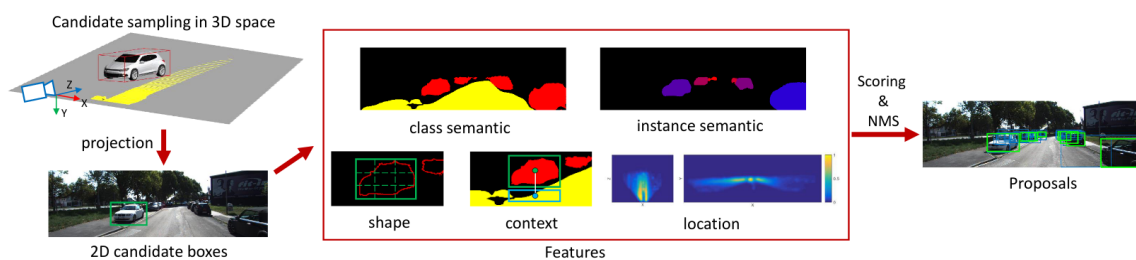 Candidate sampling in 3D space
Z
X
Y
projection
2D candidate boxes
class semantic
instance semantic
shape
context
location
Features
Scoring
&
NMS
Proposals